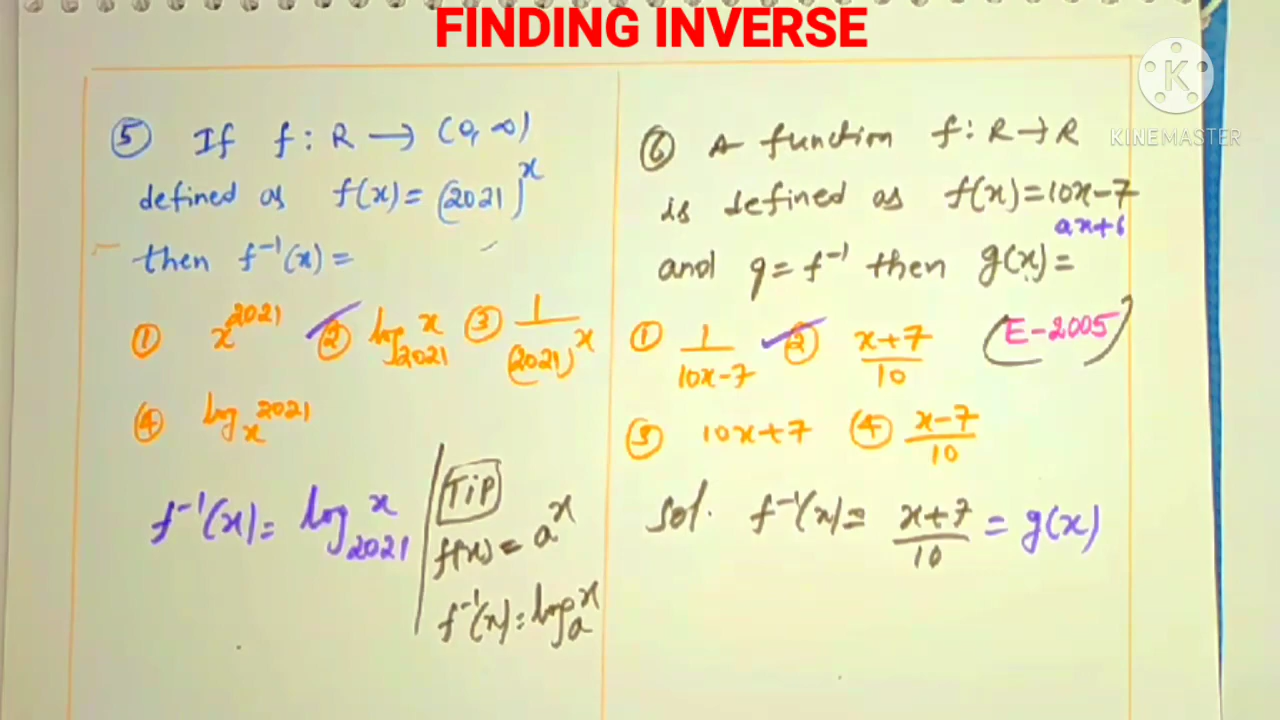 FINDING INVERSE
KINEMASTER
⑤ If f : R → (0, ∞)
defined as f(x) = (2021)^x
then f⁻¹(x) =
① x^2021 ② log_2021 x ③ 1/(2021)^x
④ log_x 2021
f⁻¹(x) = log_2021 x
TiP
f(x) = a^x
f⁻¹(x) = log_a x
⑥ A function f : R → R
is defined as f(x) = 10x-7
ax+b
and g = f⁻¹ then g(x) =
① 1/(10x-7) ② (x+7)/10 (E-2005)
③ 10x+7 ④ (x-7)/10
Sol. f⁻¹(x) = (x+7)/10 = g(x)